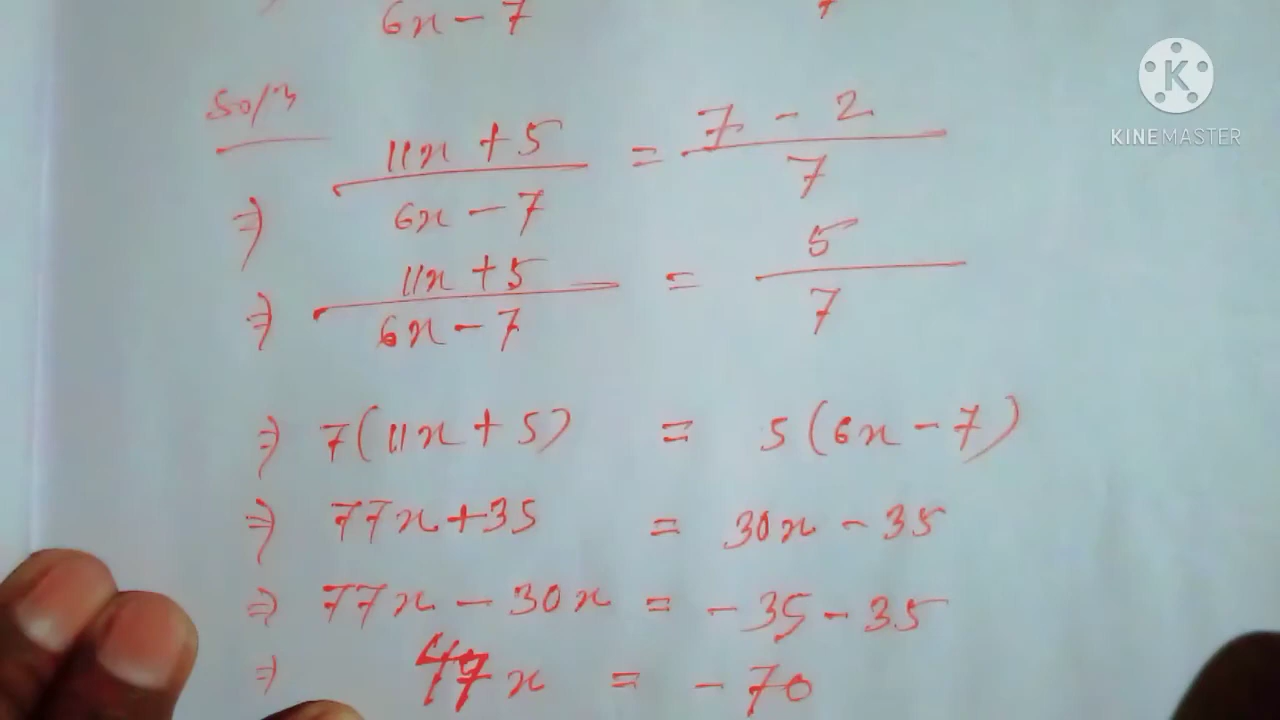 6x - 7
KINEMASTER
Soln
⇒ (11x + 5)/(6x - 7) = (7 - 2)/7
⇒ (11x + 5)/(6x - 7) = 5/7
⇒ 7(11x + 5) = 5(6x - 7)
⇒ 77x + 35 = 30x - 35
⇒ 77x - 30x = -35 - 35
⇒ 47x = -70